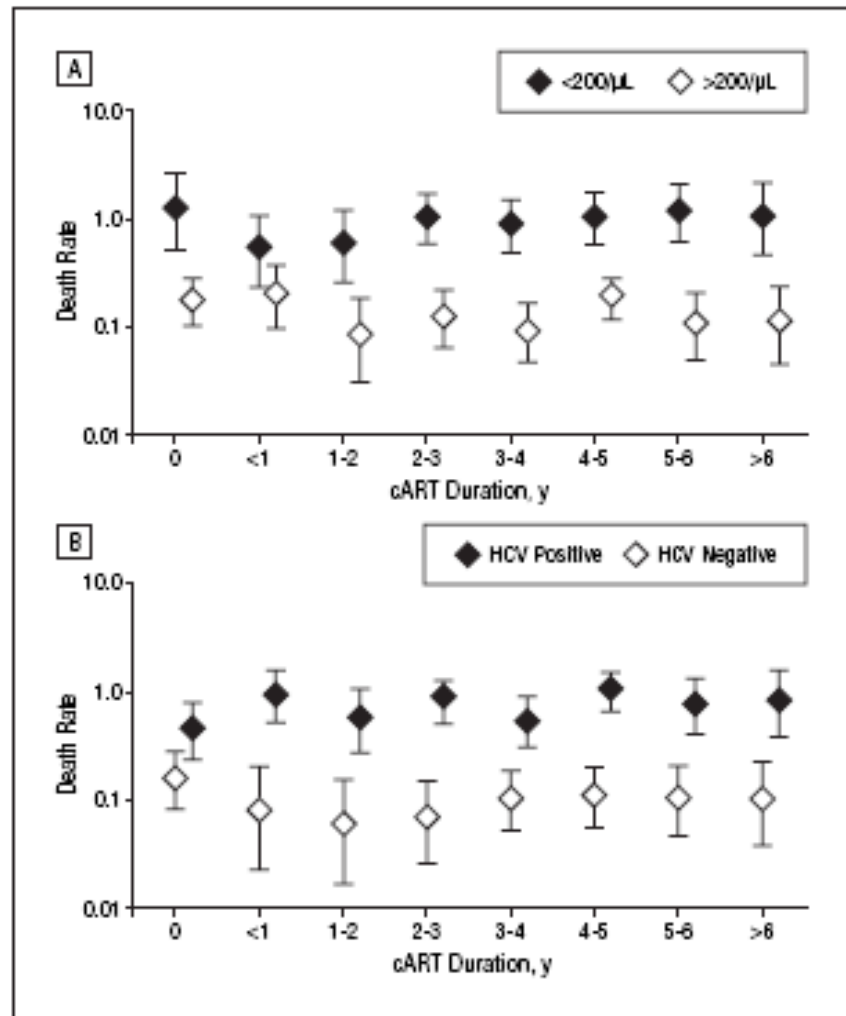 A
<200/µL >200/µL
10.0
1.0
0.1
0.01
Death Rate
0 <1 1-2 2-3 3-4 4-5 5-6 >6
cART Duration, y
B
HCV Positive HCV Negative
10.0
1.0
0.1
0.01
Death Rate
0 <1 1-2 2-3 3-4 4-5 5-6 >6
cART Duration, y